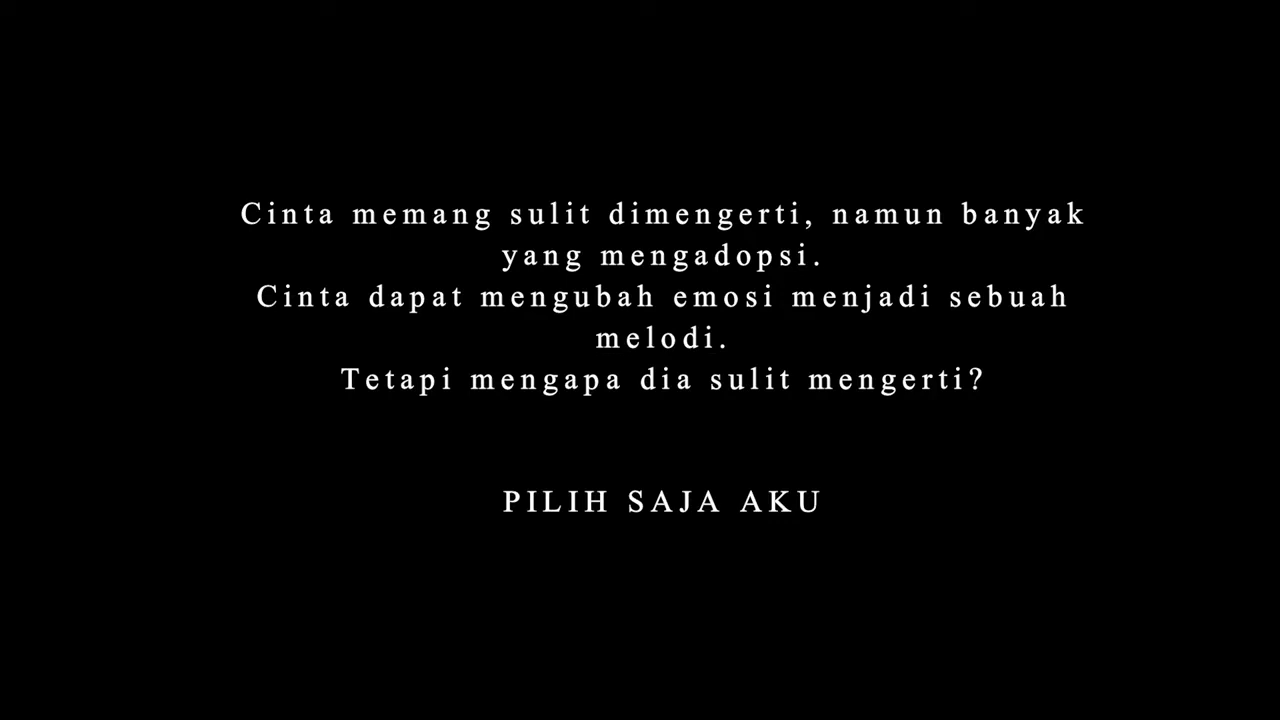 Cinta memang sulit dimengerti, namun banyak
yang mengadopsi.
Cinta dapat mengubah emosi menjadi sebuah
melodi.
Tetapi mengapa dia sulit mengerti?
PILIH SAJA AKU